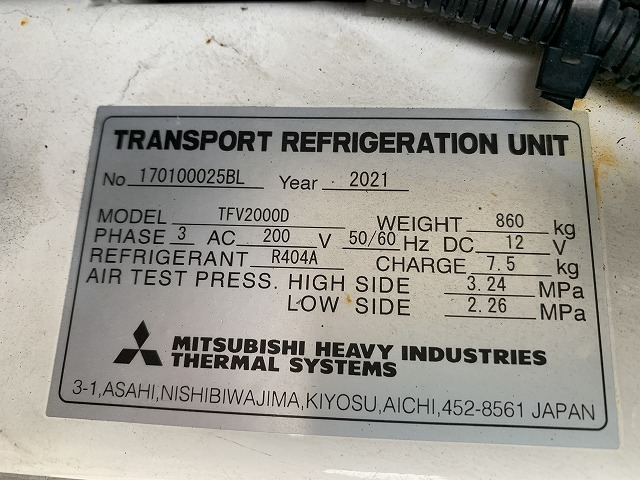 TRANSPORT REFRIGERATION UNIT
No 170100025BL Year 2021
MODEL TFV2000D WEIGHT 860 kg
PHASE 3 AC 200 V 50/60 Hz DC 12 V
REFRIGERANT R404A CHARGE 7.5 kg
AIR TEST PRESS. HIGH SIDE 3.24 MPa
LOW SIDE 2.26 MPa
MITSUBISHI HEAVY INDUSTRIES
THERMAL SYSTEMS
3-1,ASAHI,NISHIBIWAJIMA,KIYOSU,AICHI,452-8561 JAPAN